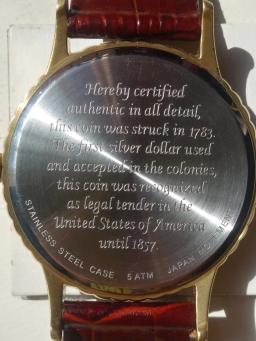 Hereby certified
authentic in all detail,
this coin was struck in 1783.
The first silver dollar used
and accepted in the colonies,
this coin was recognized
as legal tender in the
United States of America
until 1857.
STAINLESS STEEL CASE 5 ATM JAPAN MOVEMENT